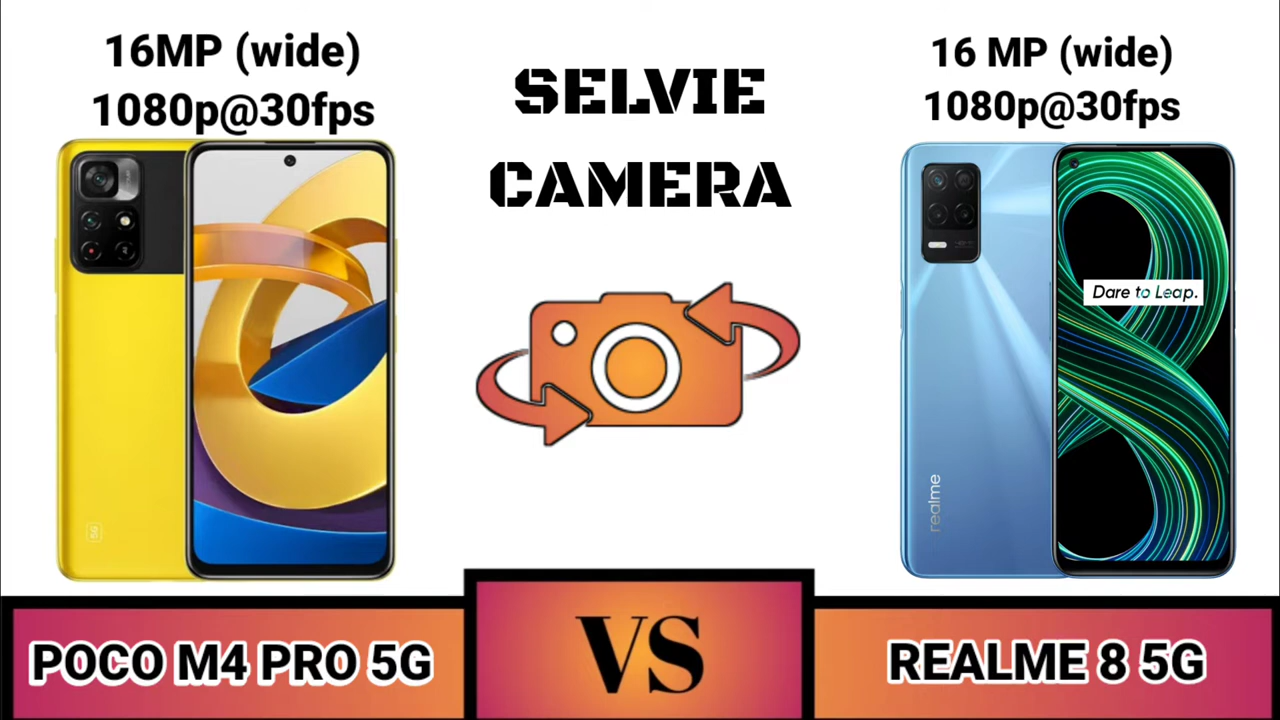 16MP (wide)
1080p@30fps
SELVIE
CAMERA
16 MP (wide)
1080p@30fps
5G
Dare to Leap.
realme
POCO M4 PRO 5G
VS
REALME 8 5G